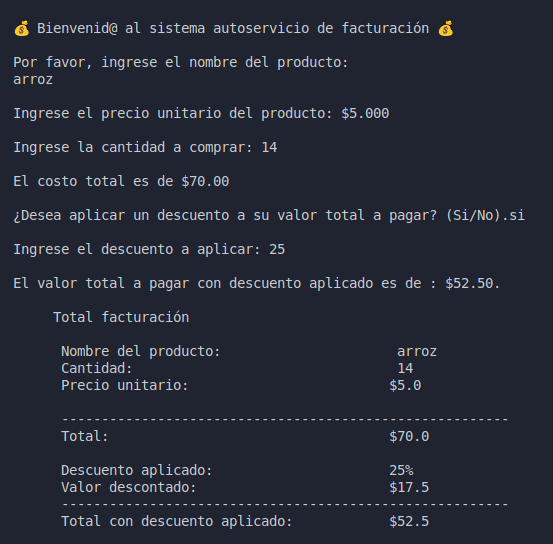 💰 Bienvenid@ al sistema autoservicio de facturación 💰
Por favor, ingrese el nombre del producto:
arroz
Ingrese el precio unitario del producto: $5.000
Ingrese la cantidad a comprar: 14
El costo total es de $70.00
¿Desea aplicar un descuento a su valor total a pagar? (Si/No).si
Ingrese el descuento a aplicar: 25
El valor total a pagar con descuento aplicado es de : $52.50.
Total facturación
Nombre del producto: arroz
Cantidad: 14
Precio unitario: $5.0
--------------------------------------------------------
Total: $70.0
Descuento aplicado: 25%
Valor descontado: $17.5
--------------------------------------------------------
Total con descuento aplicado: $52.5